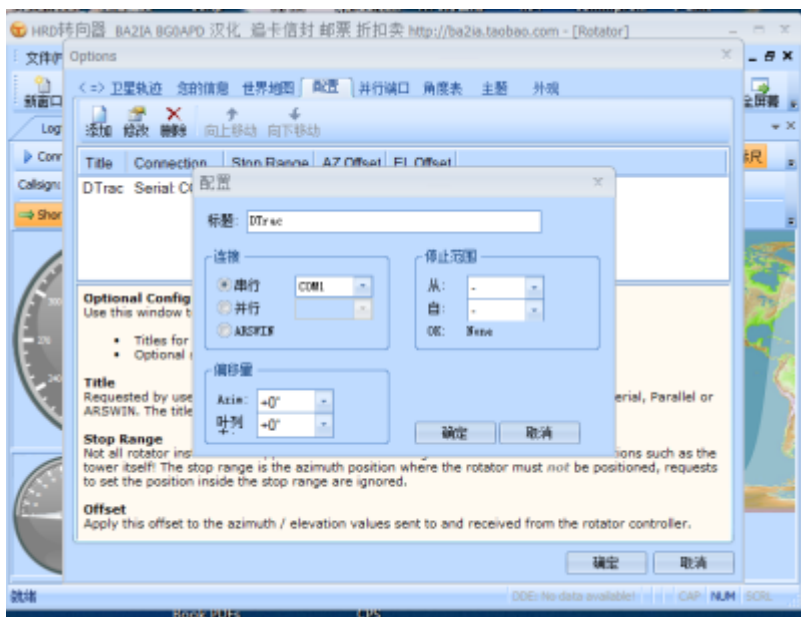 HRD转向器 BA2IA BG0APD 汉化 追卡信封 邮票 折扣卖 http://ba2ia.taobao.com - [Rotator]
Options
<=> 卫星轨迹 您的信息 世界地图 配置 并行端口 角度表 主题 外观
添加 修改 删除 向上移动 向下移动
全屏幕
Log
Title Connection Stop Range AZ Offset EL Offset
DTrac Serial: CO
Callsign:
配置
标题: DTrac
连接
串行 COM1
并行
ARSWIN
停止范围
从: -
自: -
OK: None
偏移量
Azim: +0°
+0°
确定 取消
Optional Config
Use this window t
Titles for
Optional
Title
Requested by use
erial, Parallel or
ARSWIN. The title
Stop Range
Not all rotator ins
ions such as the
tower itself! The stop range is the azimuth position where the rotator must not be positioned, requests
to set the position inside the stop range are ignored.
Offset
Apply this offset to the azimuth / elevation values sent to and received from the rotator controller.
确定 取消
就绪 DDE: No data available! CAP NUM SCRL